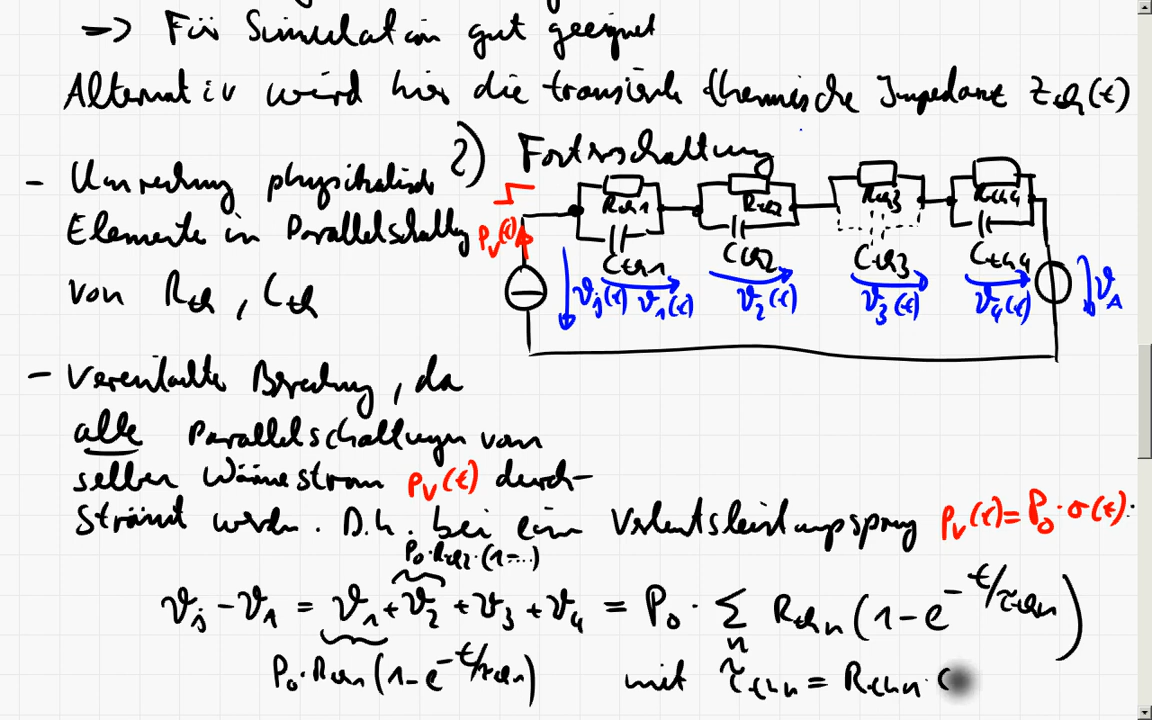 => Für Simulation gut geeignet
Alternativ wird hier die transiente thermische Impedanz Zth(t)
2) Fosterschaltung
- Umrechnung physikalische
Elemente in Parallelschaltung
von Rth, Cth
Rth1 Rth2 Rth3 Rth4
Pv(t)
Cth1 Cth2 Cth3 Cth4
ϑj(t) ϑ1(t) ϑ2(t) ϑ3(t) ϑ4(t) ϑA
- Vereinfachte Berechnung, da
alle Parallelschaltungen vom
selben Wärmestrom Pv(t) durch-
strömt werden. D.h. bei ein Verlustleistungssprung Pv(t) = P0 · σ(t):
P0·Rth2·(1-...)
ϑj - ϑA = ϑ1 + ϑ2 + ϑ3 + ϑ4 = P0 · Σn Rthn (1 - e^(-t/τthn))
P0·Rthn(1-e^(-t/τthn)) mit τthn = Rthn · C